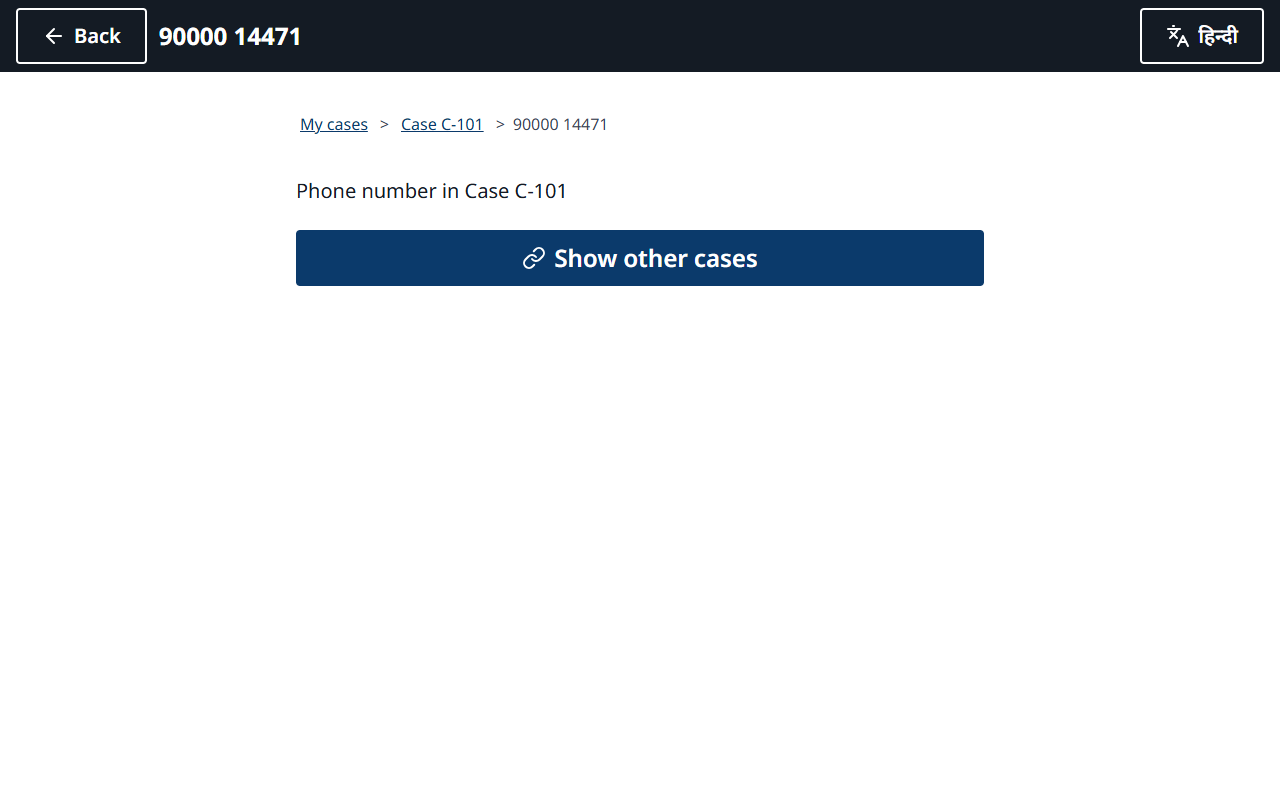 Back
90000 14471
हिन्दी
My cases > Case C-101 > 90000 14471
Phone number in Case C-101
Show other cases